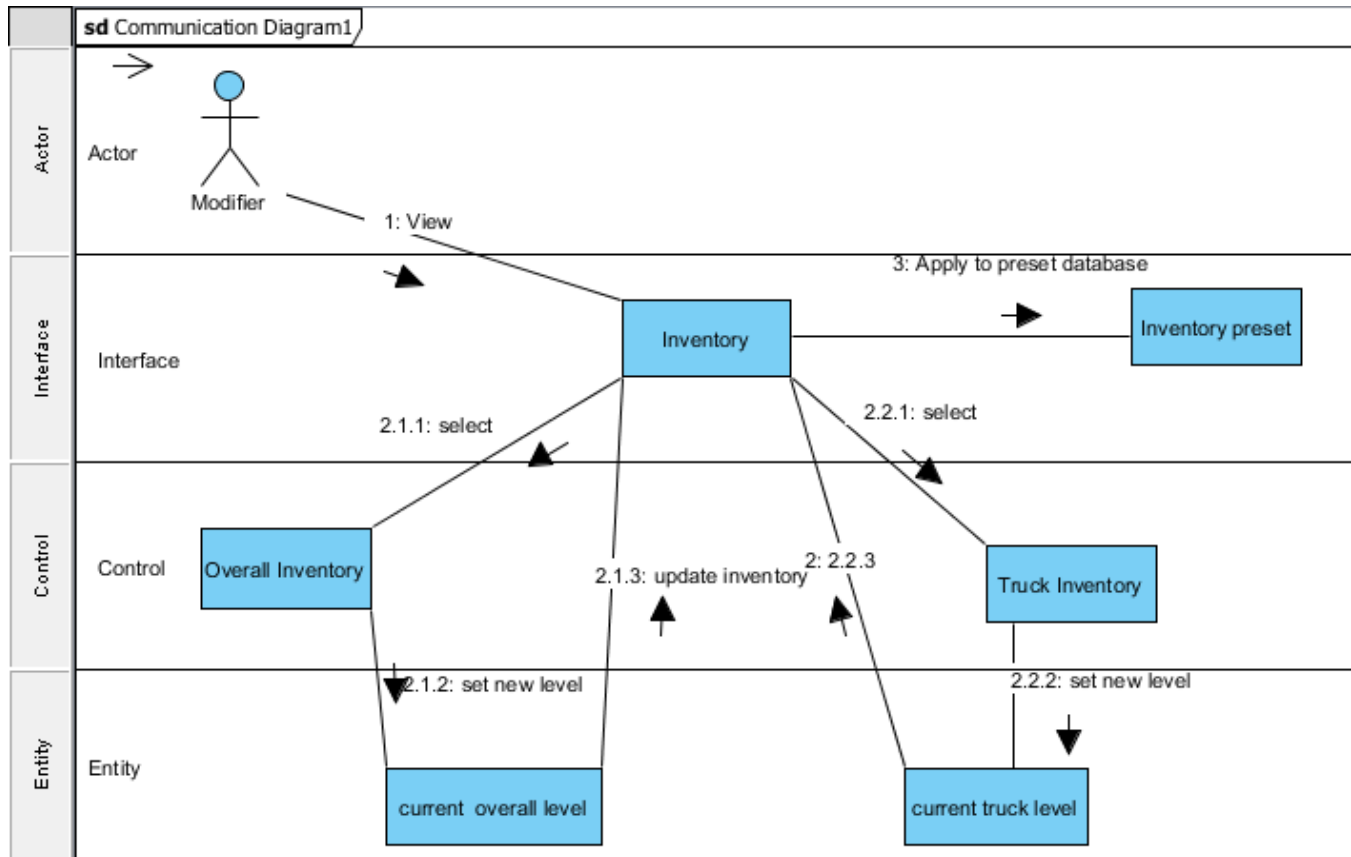 sd Communication Diagram1
Actor
Actor
Modifier
1: View
Interface
Interface
3: Apply to preset database
Inventory
Inventory preset
2.1.1: select
2.2.1: select
Control
Control
Overall Inventory
2.1.3: update inventory
2: 2.2.3
Truck Inventory
Entity
Entity
2.1.2: set new level
2.2.2: set new level
current overall level
current truck level